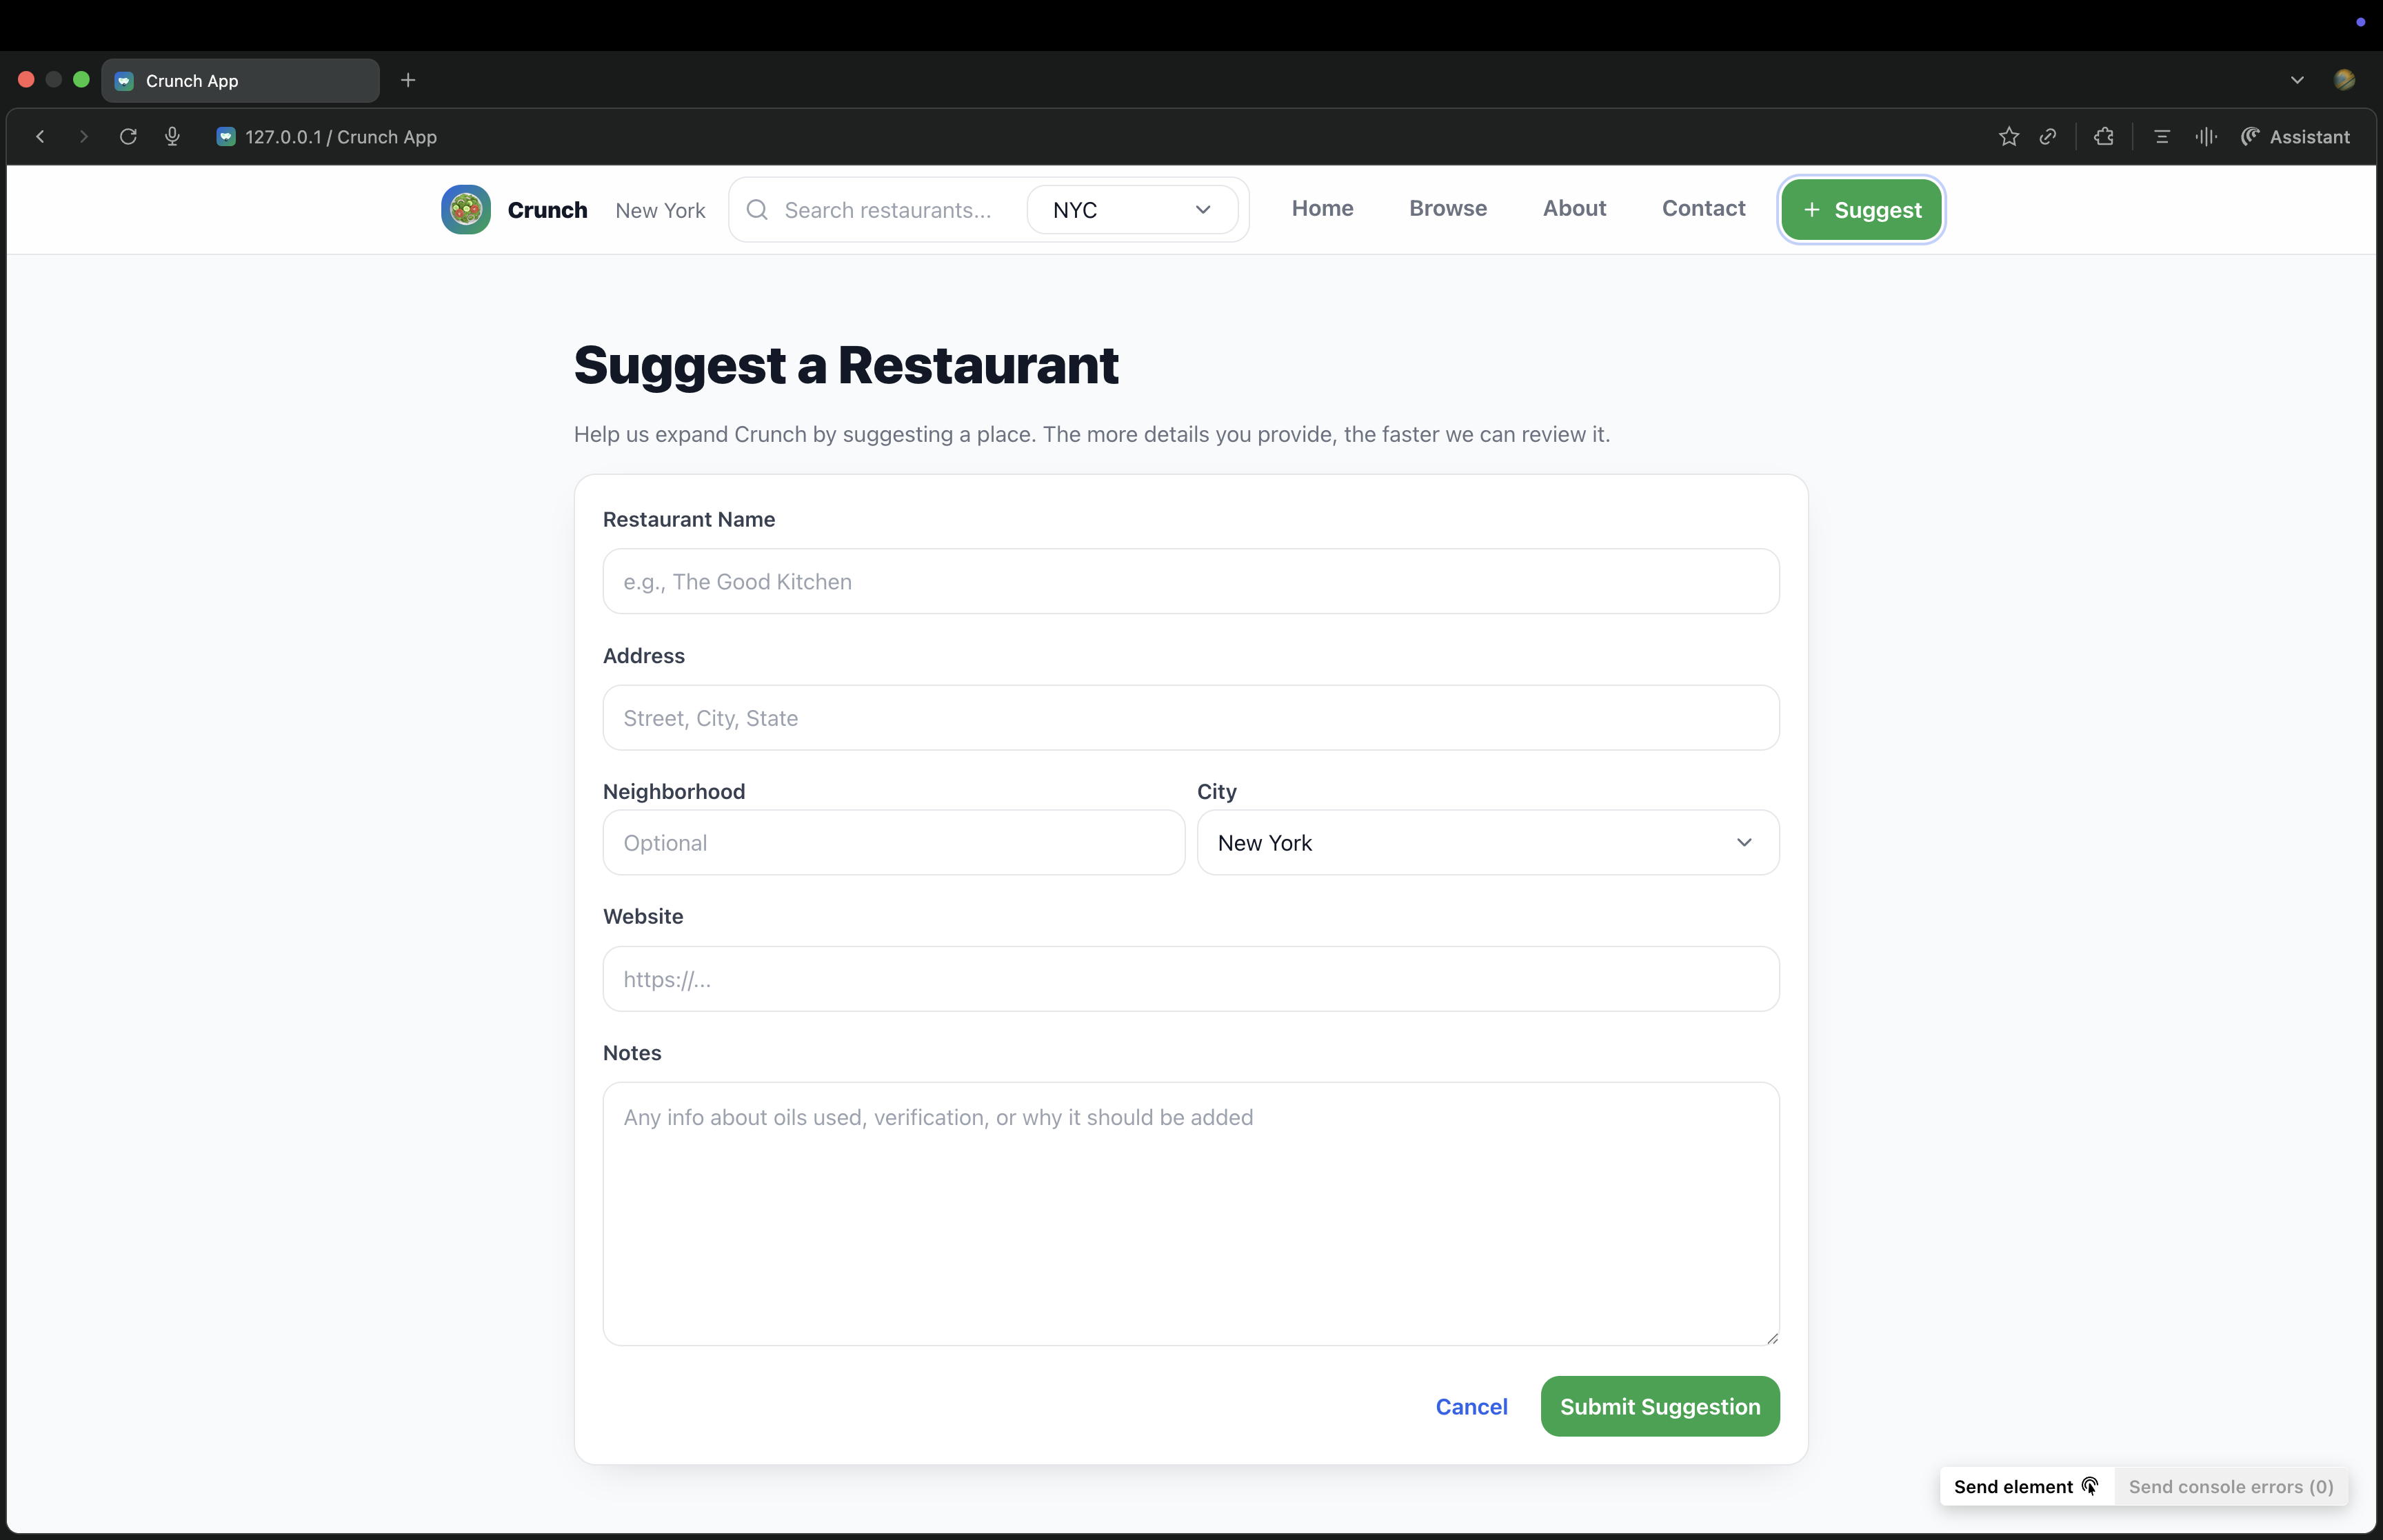 Crunch App
127.0.0.1 / Crunch App
Assistant
Crunch
New York
Search restaurants...
NYC
Home
Browse
About
Contact
+ Suggest
Suggest a Restaurant
Help us expand Crunch by suggesting a place. The more details you provide, the faster we can review it.
Restaurant Name
e.g., The Good Kitchen
Address
Street, City, State
Neighborhood
City
Optional
New York
Website
https://...
Notes
Any info about oils used, verification, or why it should be added
Cancel
Submit Suggestion
Send element
Send console errors (0)